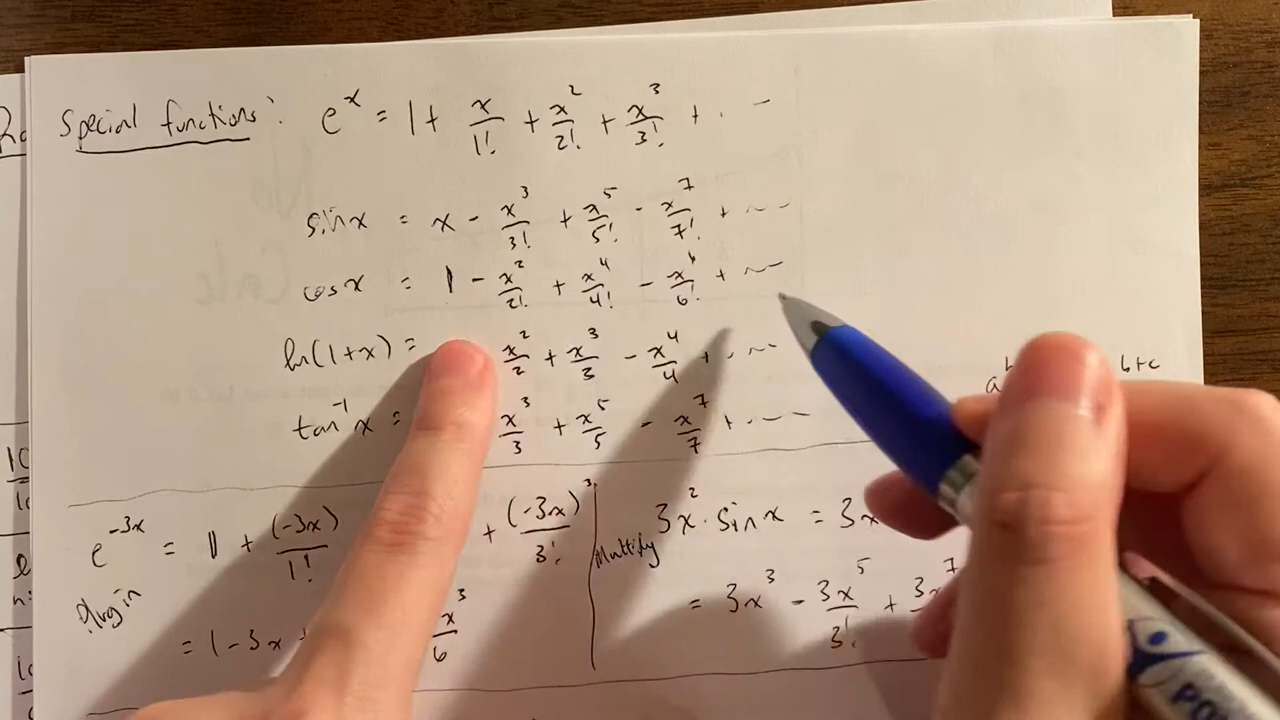 Special functions: e^x = 1 + x/1! + x^2/2! + x^3/3! + ...
sinx = x - x^3/3! + x^5/5! - x^7/7! + ...
cosx = 1 - x^2/2! + x^4/4! - x^6/6! + ...
ln(1+x) = x^2/2 + x^3/3 - x^4/4 + ...
tan^-1 x = x^3/3 + x^5/5 - x^7/7 + ...
b+c
e^-3x = 1 + (-3x)/1! + (-3x)^3/3!
Plug in
= 1 - 3x + x^3/6
Multiply 3x^2 · sinx = 3x
= 3x^3 - 3x^5/3! + 3x^7